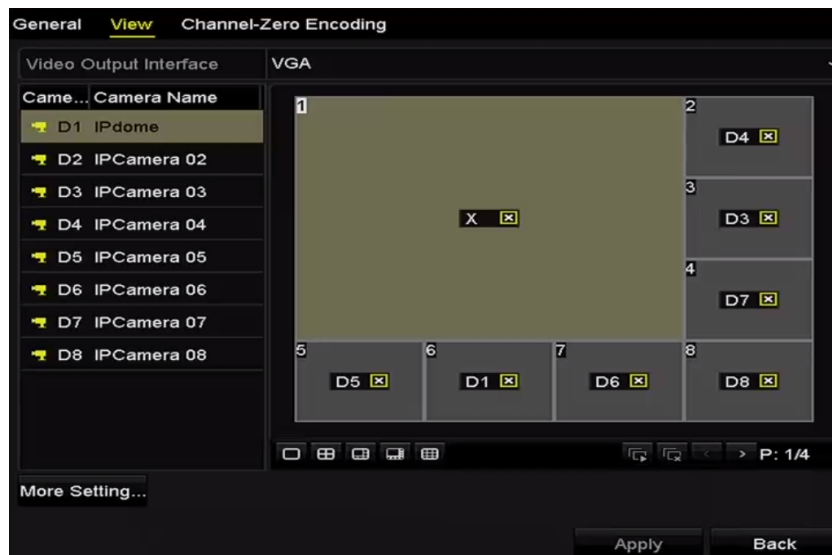 General View Channel-Zero Encoding
Video Output Interface VGA
Came... Camera Name
D1 IPdome
D2 IPCamera 02
D3 IPCamera 03
D4 IPCamera 04
D5 IPCamera 05
D6 IPCamera 06
D7 IPCamera 07
D8 IPCamera 08
1
X
2
D4
3
D3
4
D7
5
D5
6
D1
7
D6
8
D8
P: 1/4
More Setting...
Apply Back